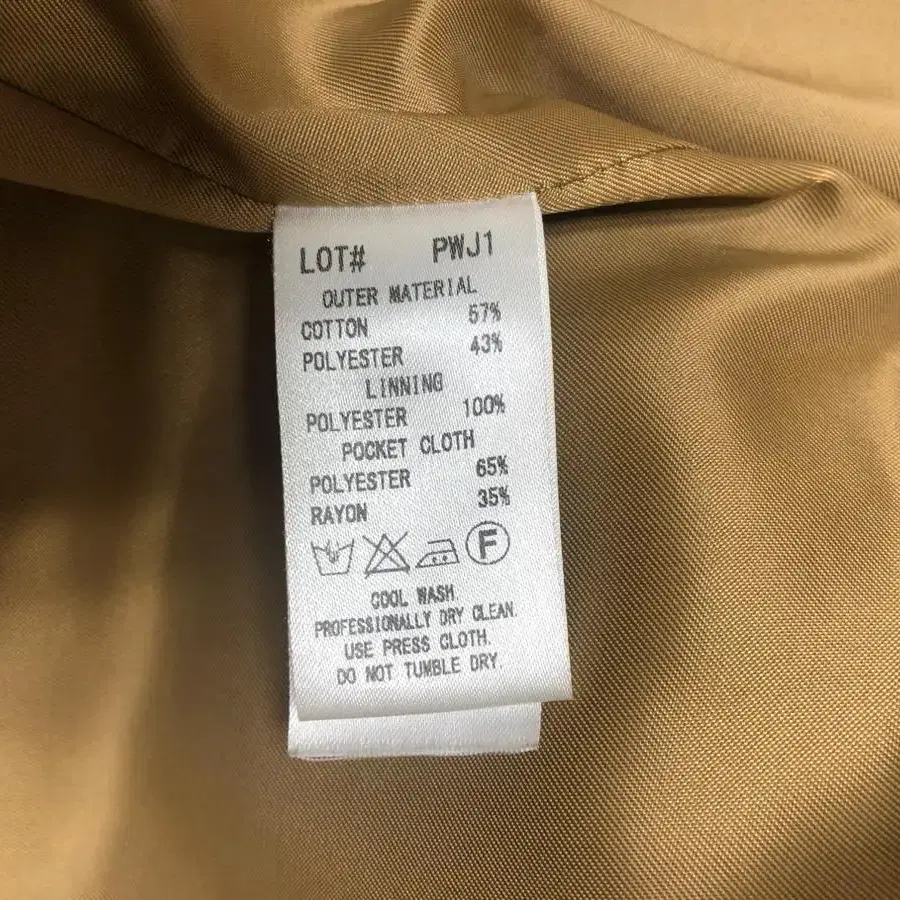 LOT# PWJ1
OUTER MATERIAL
COTTON 57%
POLYESTER 43%
LINNING
POLYESTER 100%
POCKET CLOTH
POLYESTER 65%
RAYON 35%
F
COOL WASH
PROFESSIONALLY DRY CLEAN.
USE PRESS CLOTH.
DO NOT TUMBLE DRY.